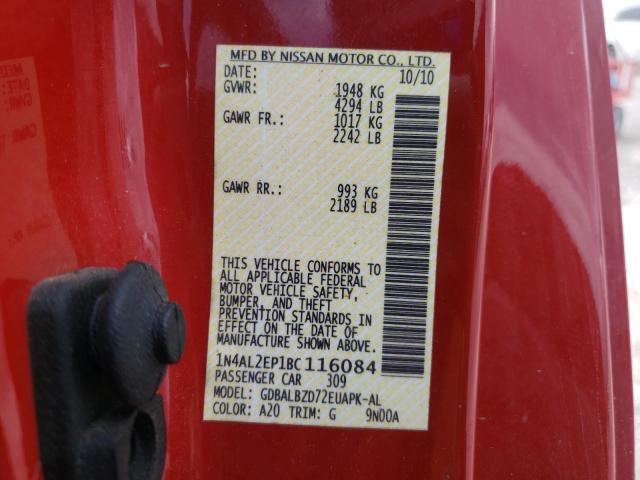 MFD BY NISSAN MOTOR CO., LTD.
DATE: 10/10
GVWR: 1948 KG
4294 LB
GAWR FR.: 1017 KG
2242 LB
GAWR RR.: 993 KG
2189 LB
THIS VEHICLE CONFORMS TO
ALL APPLICABLE FEDERAL
MOTOR VEHICLE SAFETY,
BUMPER, AND THEFT
PREVENTION STANDARDS IN
EFFECT ON THE DATE OF
MANUFACTURE SHOWN ABOVE.
1N4AL2EP1BC116084
PASSENGER CAR 309
MODEL: GDBALBZD72EUAPK-AL
COLOR: A20 TRIM: G 9N00A